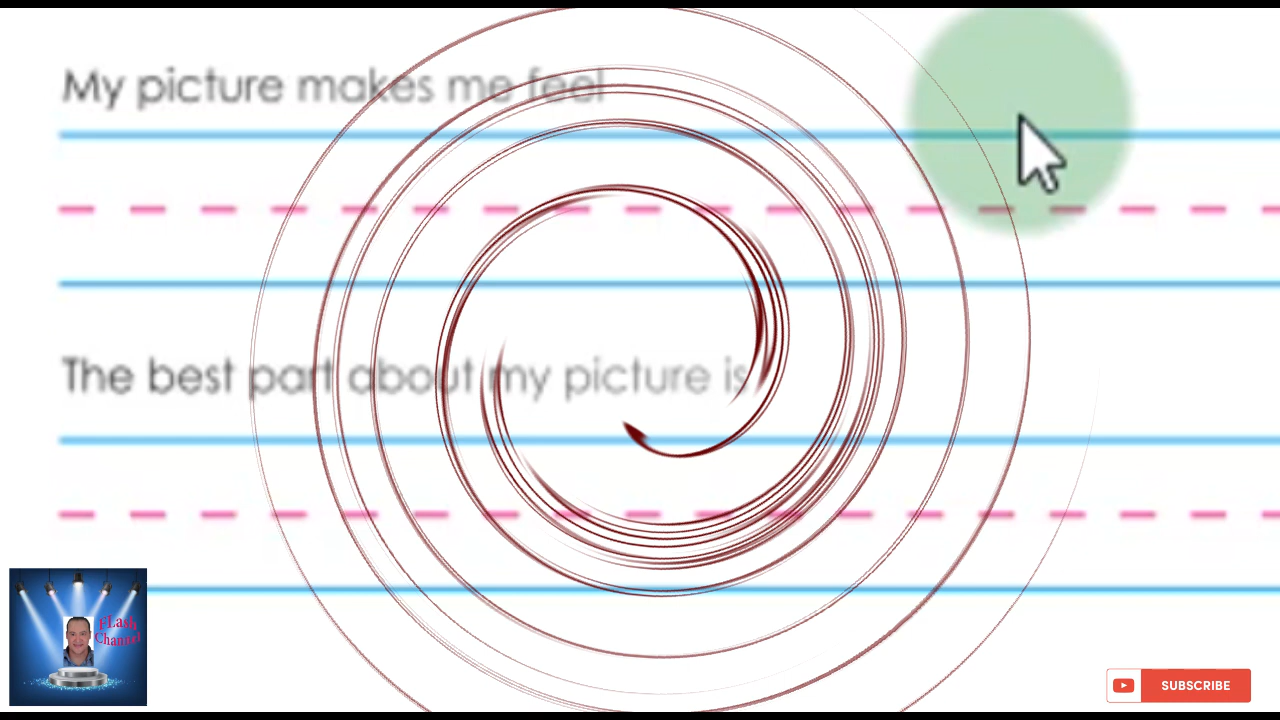 My picture makes me feel
The best part about my picture is
FLash
Channel
SUBSCRIBE